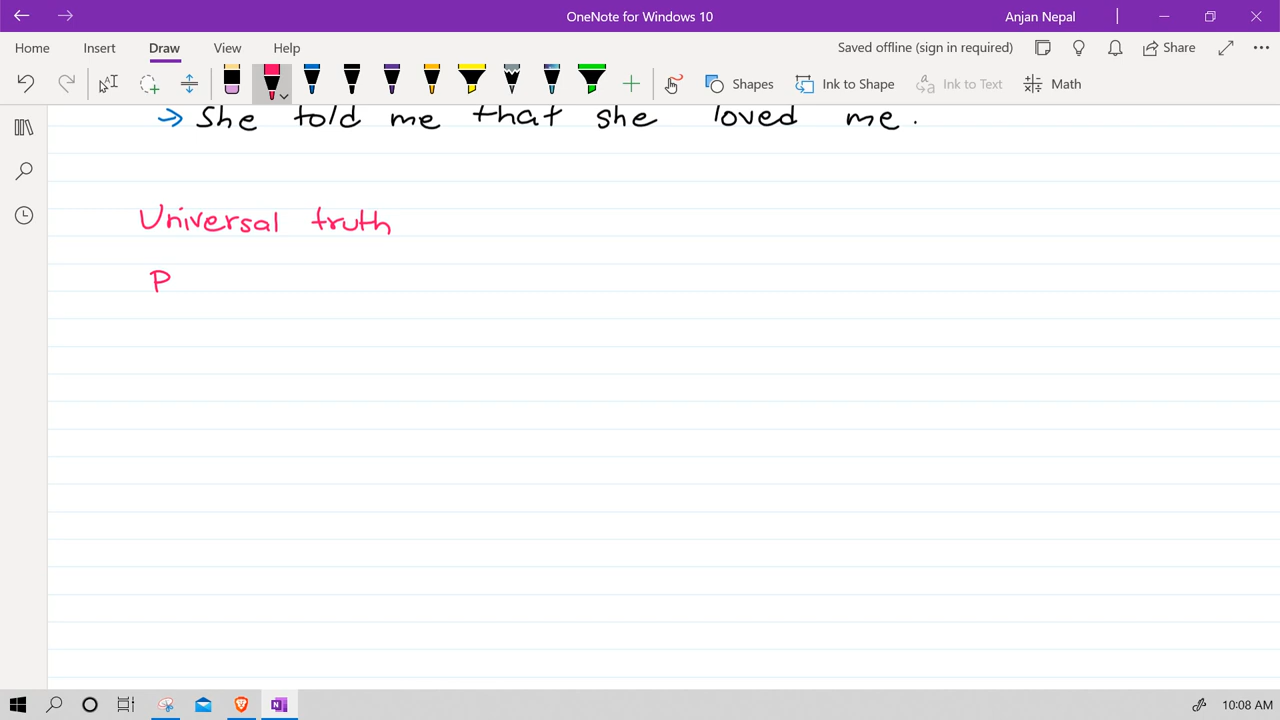 OneNote for Windows 10
Anjan Nepal
Home Insert Draw View Help
Saved offline (sign in required)
Share
Shapes
Ink to Shape
Ink to Text
Math
→ She told me that she loved me.
Universal truth
P
10:08 AM